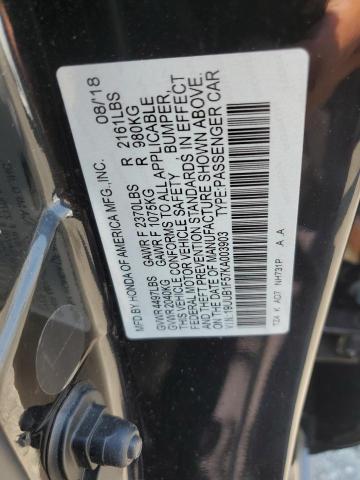 MFD.BY HONDA OF AMERICA MFG., INC. 08/18
GVWR 4497LBS GAWR F 2370LBS R 2161LBS
GVWR 2040KG GAWR F 1075KG R 980KG
THIS VEHICLE CONFORMS TO ALL APPLICABLE
FEDERAL MOTOR VEHICLE SAFETY, BUMPER,
AND THEFT PREVENTION STANDARDS IN EFFECT
ON THE DATE OF MANUFACTURE SHOWN ABOVE.
V I N: 19UUB1F57KA003903 TYPE:PASSENGER CAR
TZ4 K AD7 NH731P A .A